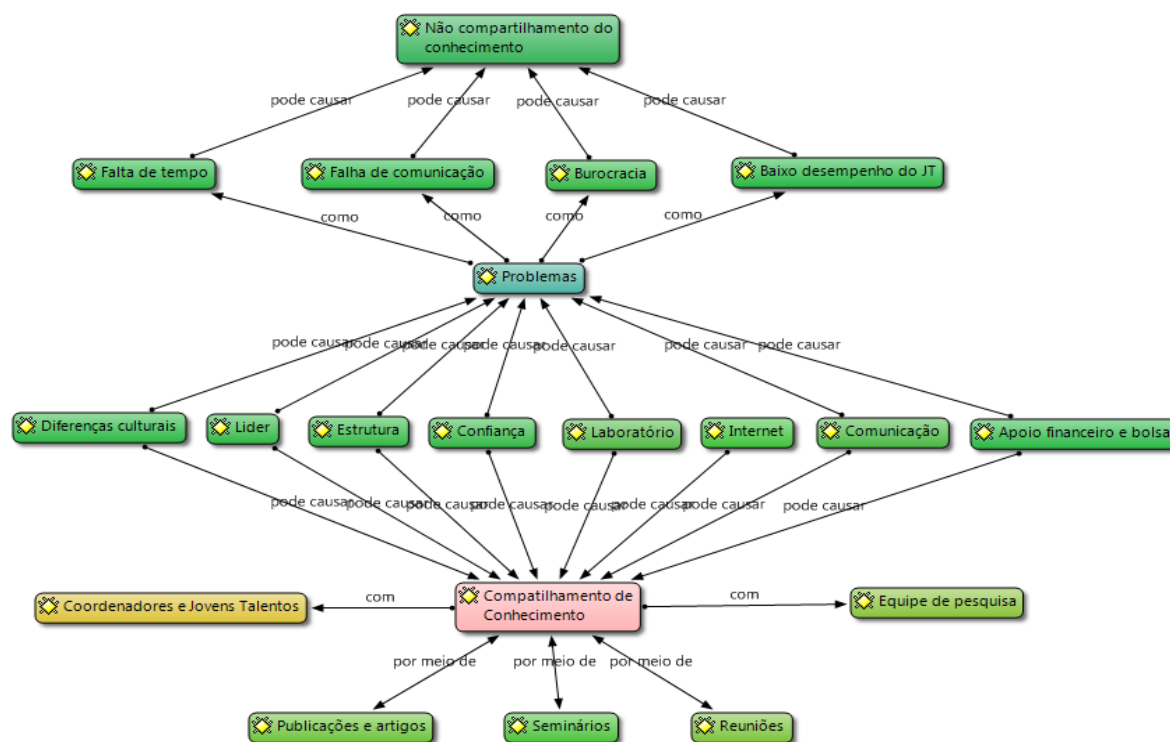 Não compartilhamento do
conhecimento
pode causar
pode causar
pode causar
pode causar
Falta de tempo
Falha de comunicação
Burocracia
Baixo desempenho do JT
como
como
como
como
Problemas
pode causar
pode causar
pode causar
pode causar
pode causar
pode causar
pode causar
Diferenças culturais
Lider
Estrutura
Confiança
Laboratório
Internet
Comunicação
Apoio financeiro e bolsa
pode causar
pode causar
pode causar
pode causar
pode causar
pode causar
pode causar
pode causar
Coordenadores e Jovens Talentos
com
Compatilhamento de
Conhecimento
com
Equipe de pesquisa
por meio de
por meio de
por meio de
Publicações e artigos
Seminários
Reuniões